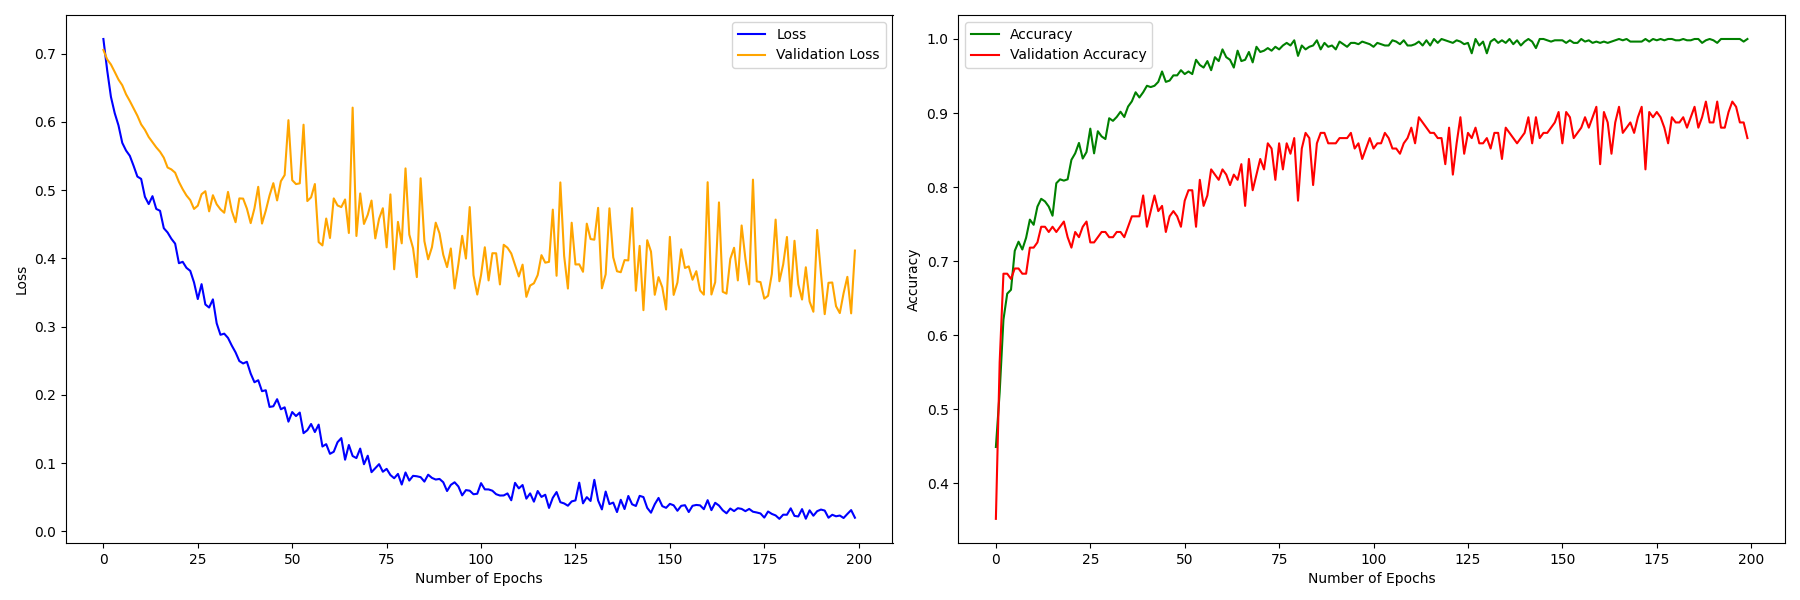 Loss
Validation Loss
0.7
0.6
0.5
0.4
0.3
0.2
0.1
0.0
Loss
0 25 50 75 100 125 150 175 200
Number of Epochs
Accuracy
Validation Accuracy
1.0
0.9
0.8
0.7
0.6
0.5
0.4
Accuracy
0 25 50 75 100 125 150 175 200
Number of Epochs